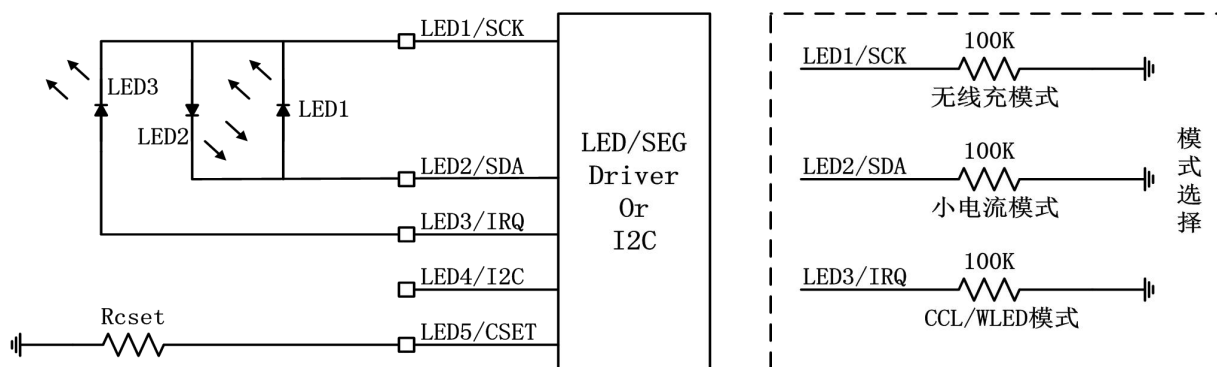 LED1/SCK
LED3
LED2
LED1
LED2/SDA
LED3/IRQ
LED4/I2C
Rcset
LED5/CSET
LED/SEG
Driver
Or
I2C
LED1/SCK
100K
无线充模式
LED2/SDA
100K
小电流模式
LED3/IRQ
100K
CCL/WLED模式
模式选择